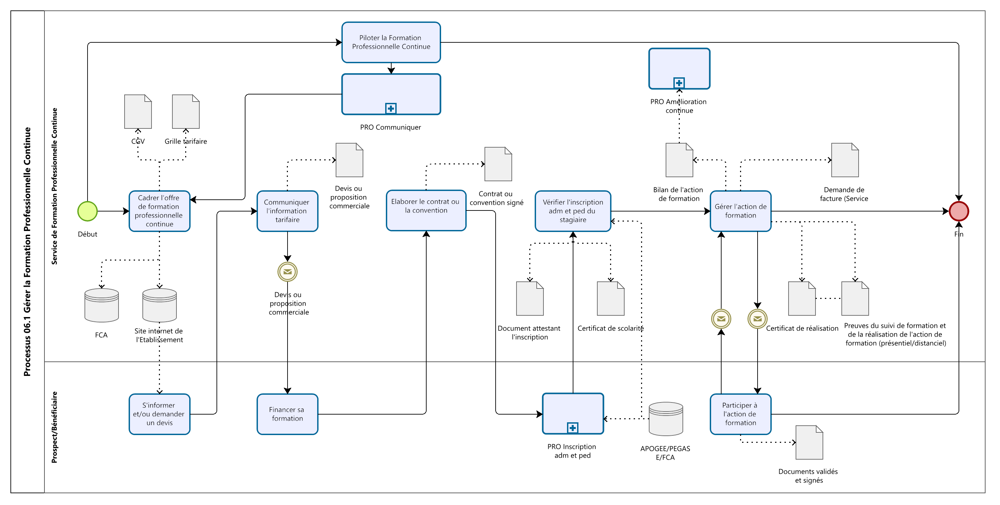 Processus 06.1 Gérer la Formation Professionnelle Continue
Service de Formation Professionnelle Continue
Piloter la Formation
Professionnelle Continue
PRO Communiquer
PRO Amélioration
continue
CGV
Grille tarifaire
Devis ou
proposition
commerciale
Contrat ou
convention signé
Bilan de l'action
de formation
Demande de
facture (Service
Début
Cadrer l’offre
de formation
professionnelle
continue
Communiquer
l'information
tarifaire
Elaborer le contrat ou
la convention
Vérifier l'inscription
adm et ped du
stagiaire
Gérer l’action de
formation
Fin
Devis ou
proposition
commerciale
FCA
Site internet de
l'Etablissement
Document attestant
l'inscription
Certificat de scolarité
Certificat de réalisation
Preuves du suivi de formation et
de la réalisation de l'action de
formation (présentiel/distanciel)
Prospect/Bénéficiaire
S'informer
et/ou demander
un devis
Financer sa
formation
PRO Inscription
adm et ped
APOGEE/PEGAS
E/FCA
Participer à
l'action de
formation
Documents validés
et signés